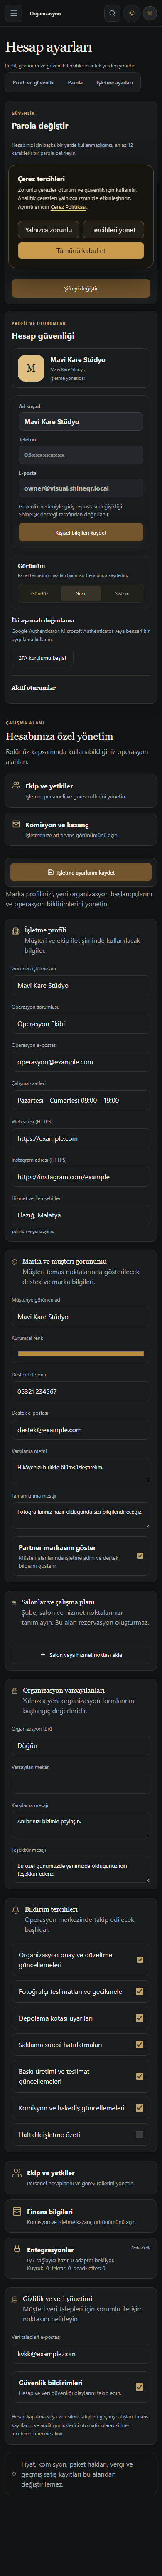 Organizasyon
Hesap ayarları
Profil, görünüm ve güvenlik tercihlerinizi tek yerden yönetin.
Profil ve güvenlik Parola İşletme ayarları
GÜVENLİK
Parola değiştir
Hesabınız için başka bir yerde kullanmadığınız, en az 12
karakterli bir parola belirleyin.
Çerez tercihleri
Zorunlu çerezler oturum ve güvenlik için kullanılır.
Analitik çerezleri yalnızca izninizle etkinleştiririz.
Ayrıntılar için Çerez Politikası.
Yalnızca zorunlu Tercihleri yönet
Tümünü kabul et
Şifreyi değiştir
PROFİL VE OTURUMLAR
Hesap güvenliği
M
Mavi Kare Stüdyo
Mavi Kare Stüdyo
İşletme yöneticisi
Ad soyad
Mavi Kare Stüdyo
Telefon
05xxxxxxxxx
E-posta
owner@visual.shineqr.local
Güvenlik nedeniyle giriş e-postası değişikliği
ShineQR desteği tarafından doğrulanır.
Kişisel bilgileri kaydet
Görünüm
Panel temasını cihazdan bağımsız hesabınıza kaydedin.
Gündüz Gece Sistem
İki aşamalı doğrulama
Google Authenticator, Microsoft Authenticator veya benzeri bir
uygulama kullanın.
2FA kurulumu başlat
Aktif oturumlar
ÇALIŞMA ALANI
Hesabınıza özel yönetim
Rolünüz kapsamında kullanabildiğiniz operasyon
alanları.
Ekip ve yetkiler
İşletme personeli ve görev rollerini yönetin.
Komisyon ve kazanç
İşletmenize ait finans görünümünü açın.
İşletme ayarlarını kaydet
Marka profilinizi, yeni organizasyon başlangıçlarını
ve operasyon bildirimlerini yönetin.
İşletme profili
Müşteri ve ekip iletişiminde kullanılacak
bilgiler.
Görünen işletme adı
Mavi Kare Stüdyo
Operasyon sorumlusu
Operasyon Ekibi
Operasyon e-postası
operasyon@example.com
Çalışma saatleri
Pazartesi - Cumartesi 09:00 - 19:00
Web sitesi (HTTPS)
https://example.com
Instagram adresi (HTTPS)
https://instagram.com/example
Hizmet verilen şehirler
Elazığ, Malatya
Şehirleri virgülle ayırın.
Marka ve müşteri görünümü
Müşteri temas noktalarında gösterilecek
destek ve marka bilgileri.
Müşteriye görünen ad
Mavi Kare Stüdyo
Kurumsal renk
Destek telefonu
05321234567
Destek e-postası
destek@example.com
Karşılama metni
Hikâyenizi birlikte ölümsüzleştirelim.
Tamamlanma mesajı
Fotoğraflarınız hazır olduğunda sizi bilgilendireceğiz.
Partner markasını göster
Müşteri alanlarında işletme adını ve destek
bilgisini gösterir.
Salonlar ve çalışma planı
Şube, salon ve hizmet noktalarınızı
tanımlayın. Bu alan rezervasyon oluşturmaz.
+ Salon veya hizmet noktası ekle
Organizasyon varsayılanları
Yalnızca yeni organizasyon formlarının
başlangıç değerleridir.
Organizasyon türü
Düğün
Varsayılan mekân
Karşılama mesajı
Anılarınızı bizimle paylaşın.
Teşekkür mesajı
Bu özel gününüzde yanımızda olduğunuz için
teşekkür ederiz.
Bildirim tercihleri
Operasyon merkezinde takip edilecek
başlıklar.
Organizasyon onay ve düzeltme
güncellemeleri
Fotoğrafçı teslimatları ve gecikmeler
Depolama kotası uyarıları
Saklama süresi hatırlatmaları
Baskı üretimi ve teslimat
güncellemeleri
Komisyon ve hakediş güncellemeleri
Haftalık işletme özeti
Ekip ve yetkiler
Personel hesaplarını ve görev rollerini yönetin.
Finans bilgileri
Komisyon ve işletme kazanç görünümünü açın.
Integrasyonlar
Bağlı değil
0/7 sağlayıcı hazır, 0 adapter bekliyor.
Kuyruk: 0, tekrar: 0, dead-letter: 0.
Gizlilik ve veri yönetimi
Müşteri veri talepleri için sorumlu iletişim
noktasını belirleyin.
Veri talepleri e-postası
kvkk@example.com
Güvenlik bildirimleri
Hesap ve veri güvenliği olaylarını takip edin.
Hesap kapatma veya veri silme talepleri geçmiş satışları, finans
kayıtlarını ve audit günlüklerini otomatik olarak silmez;
inceleme sürecine alınır.
Fiyat, komisyon, paket hakları, vergi ve
geçmiş satış kayıtları bu alandan
değiştirilemez.